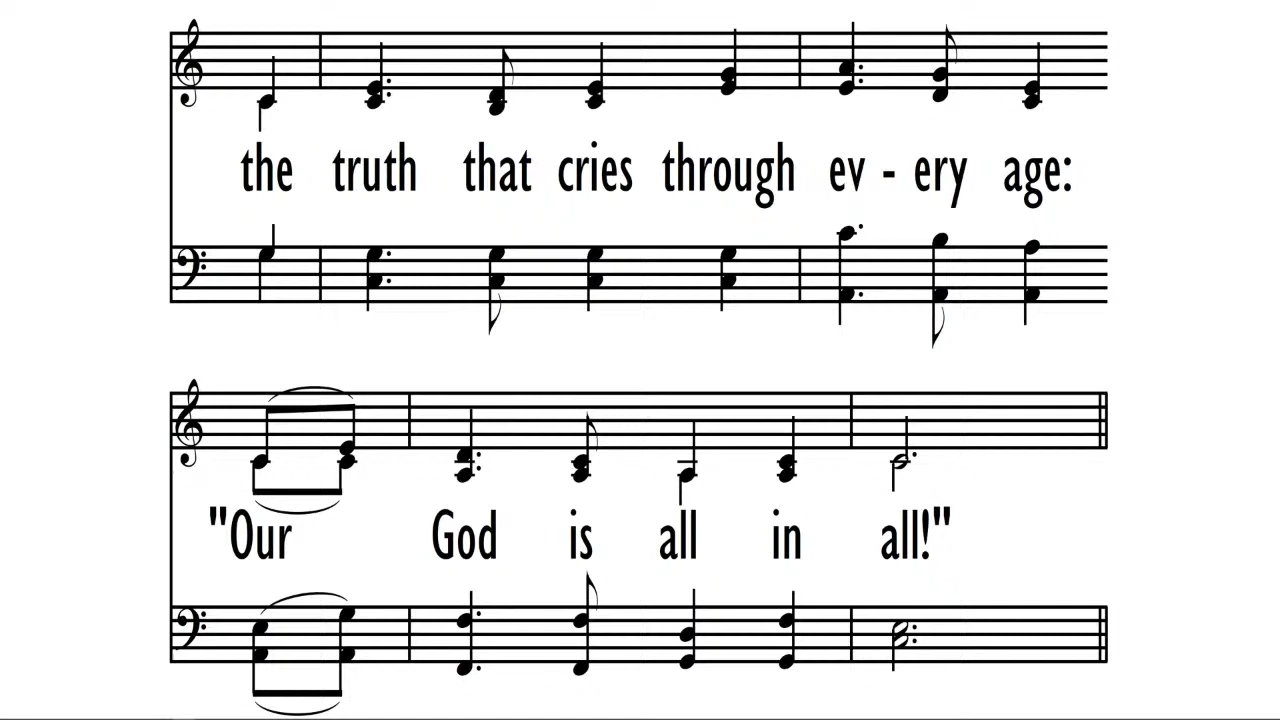 the truth that cries through ev - ery age:
"Our God is all in all!"